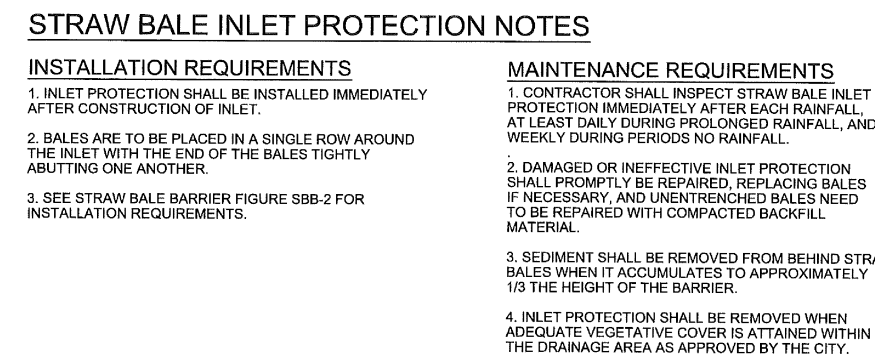 STRAW BALE INLET PROTECTION NOTES
INSTALLATION REQUIREMENTS
1. INLET PROTECTION SHALL BE INSTALLED IMMEDIATELY
AFTER CONSTRUCTION OF INLET.
2. BALES ARE TO BE PLACED IN A SINGLE ROW AROUND
THE INLET WITH THE END OF THE BALES TIGHTLY
ABUTTING ONE ANOTHER.
3. SEE STRAW BALE BARRIER FIGURE SBB-2 FOR
INSTALLATION REQUIREMENTS.
MAINTENANCE REQUIREMENTS
1. CONTRACTOR SHALL INSPECT STRAW BALE INLET
PROTECTION IMMEDIATELY AFTER EACH RAINFALL,
AT LEAST DAILY DURING PROLONGED RAINFALL, AND
WEEKLY DURING PERIODS NO RAINFALL.
.
2. DAMAGED OR INEFFECTIVE INLET PROTECTION
SHALL PROMPTLY BE REPAIRED, REPLACING BALES
IF NECESSARY, AND UNENTRENCHED BALES NEED
TO BE REPAIRED WITH COMPACTED BACKFILL
MATERIAL.
3. SEDIMENT SHALL BE REMOVED FROM BEHIND
BALES WHEN IT ACCUMULATES TO APPROXIMATELY
1/3 THE HEIGHT OF THE BARRIER.
4. INLET PROTECTION SHALL BE REMOVED WHEN
ADEQUATE VEGETATIVE COVER IS ATTAINED WITHIN
THE DRAINAGE AREA AS APPROVED BY THE CITY.